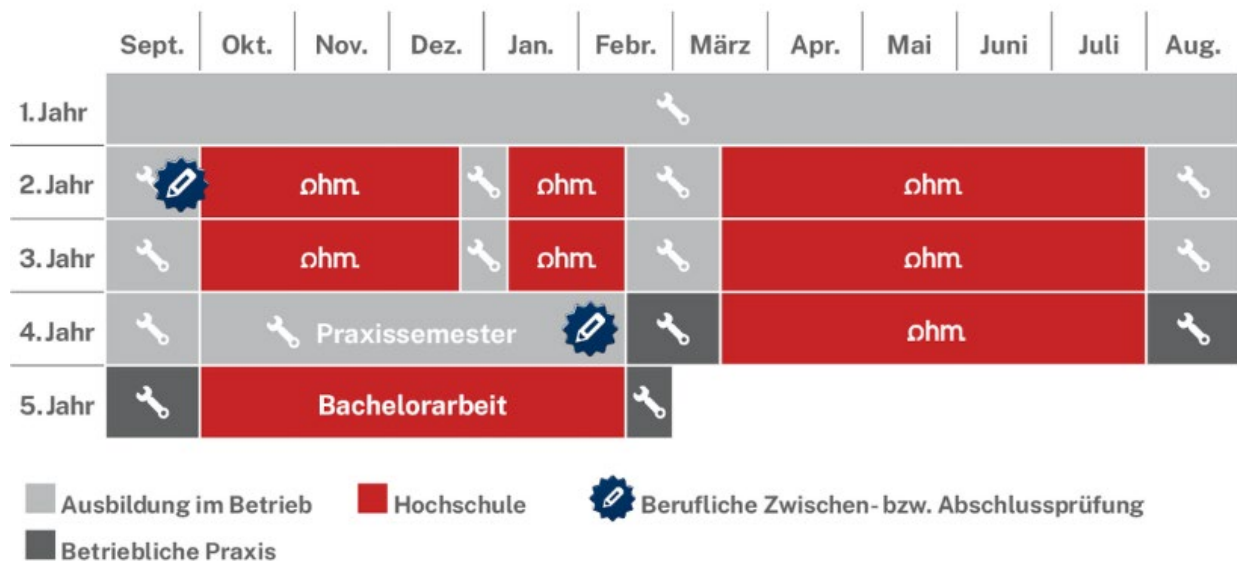 Sept. Okt. Nov. Dez. Jan. Febr. März Apr. Mai Juni Juli Aug.
1. Jahr
2. Jahr ohm ohm ohm
3. Jahr ohm ohm ohm
4. Jahr Praxissemester ohm
5. Jahr Bachelorarbeit
Ausbildung im Betrieb Hochschule Berufliche Zwischen- bzw. Abschlussprüfung
Betriebliche Praxis